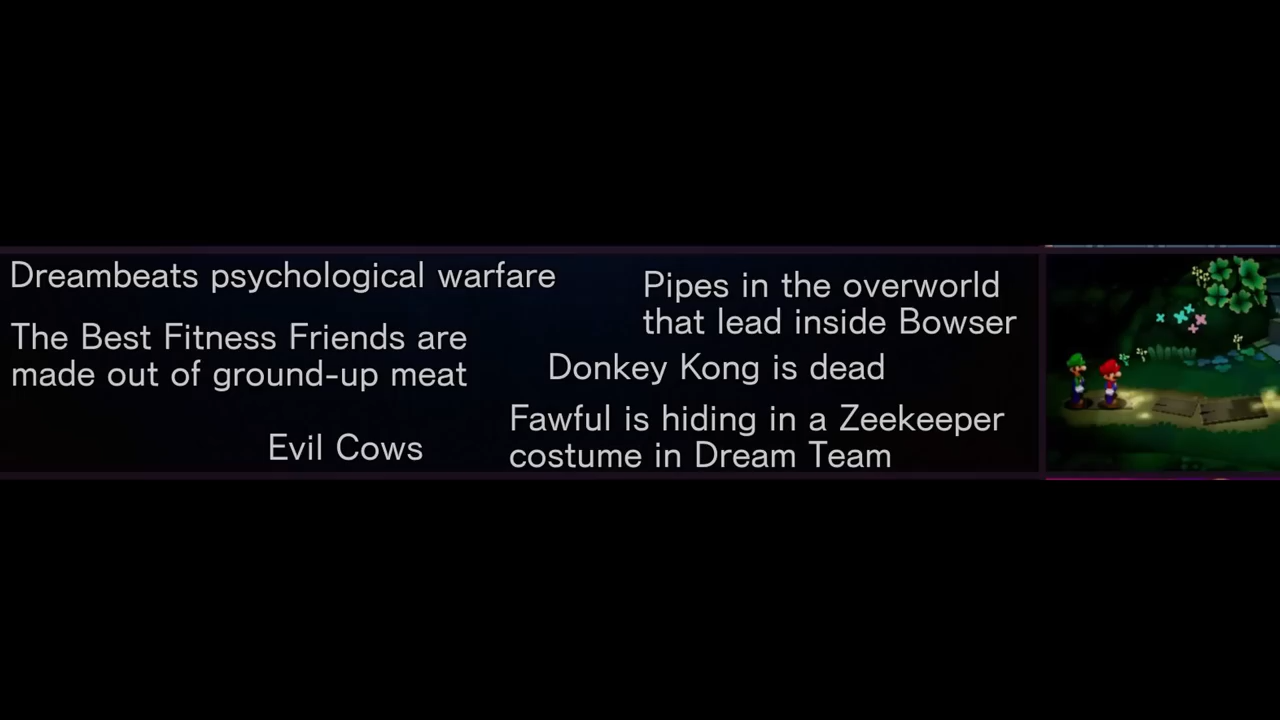 Dreambeats psychological warfare
The Best Fitness Friends are
made out of ground-up meat
Evil Cows
Pipes in the overworld
that lead inside Bowser
Donkey Kong is dead
Fawful is hiding in a Zeekeeper
costume in Dream Team